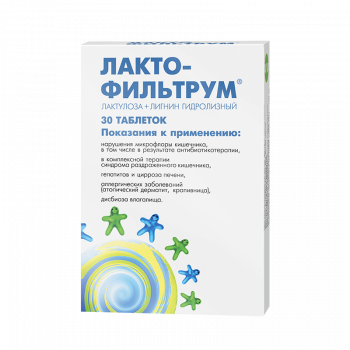 ЛАКТО-
ФИЛЬТРУМ®
ЛАКТУЛОЗА + ЛИГНИН ГИДРОЛИЗНЫЙ
30 ТАБЛЕТОК
Показания к применению:
нарушения микрофлоры кишечника,
в том числе в результате антибиотикотерапии,
в комплексной терапии
синдрома раздраженного кишечника,
гепатитов и цирроза печени,
аллергических заболеваний
(атопический дерматит, крапивница),
дисбиоза влагалища.